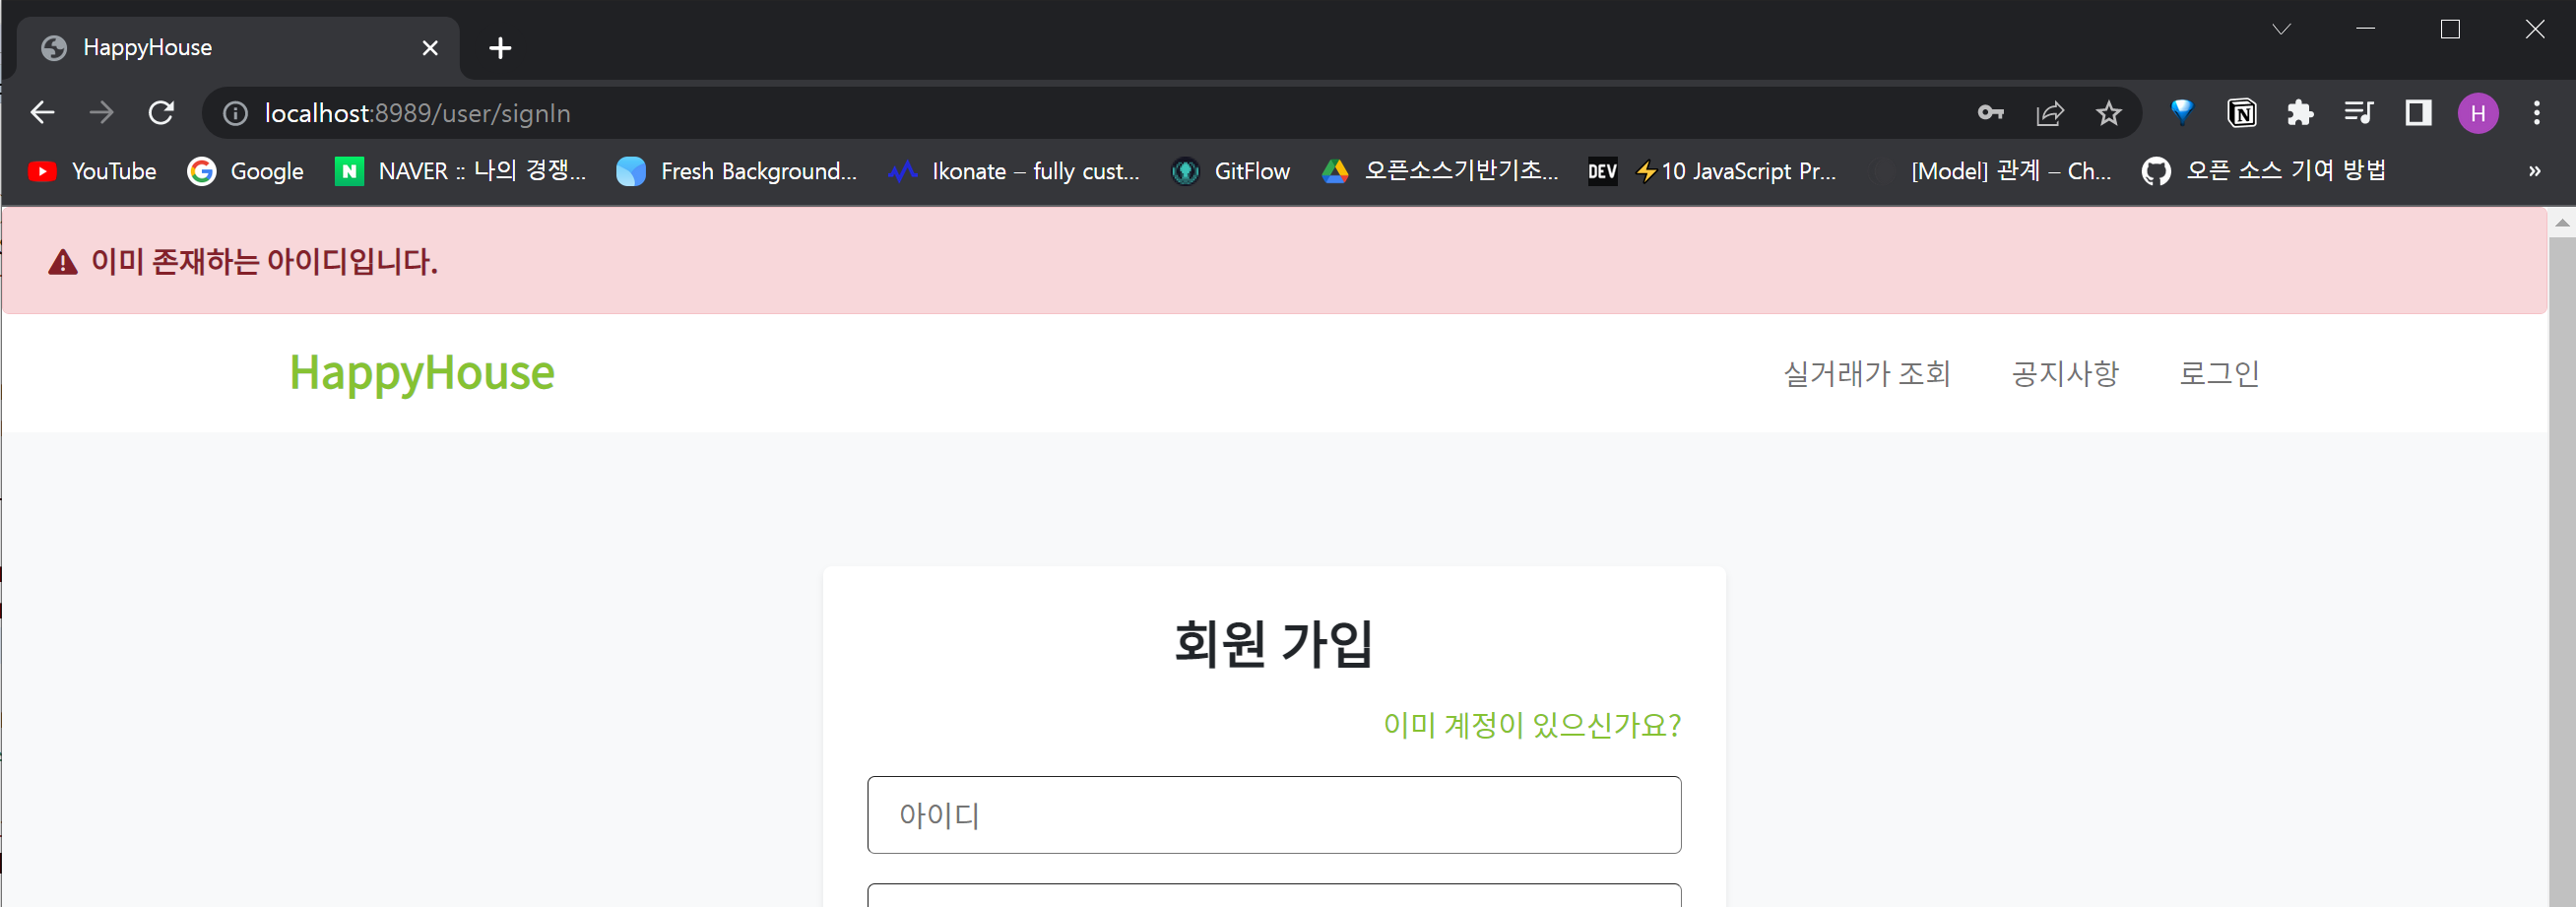 HappyHouse
localhost:8989/user/signIn
H
YouTube Google NAVER :: 나의 경쟁... Fresh Background... Ikonate – fully cust... GitFlow 오픈소스기반기초... DEV ⚡10 JavaScript Pr... [Model] 관계 – Ch... 오픈 소스 기여 방법 »
이미 존재하는 아이디입니다.
HappyHouse 실거래가 조회 공지사항 로그인
회원 가입
이미 계정이 있으신가요?
아이디